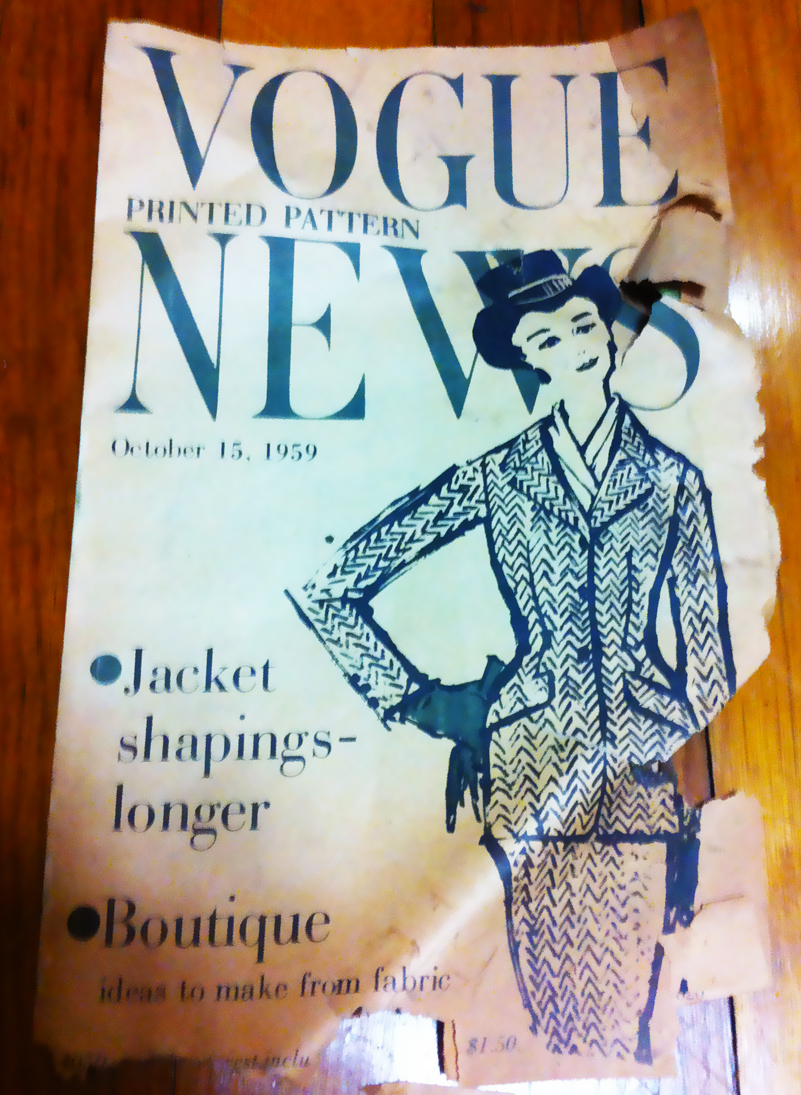 VOGUE
PRINTED PATTERN
NEWS
October 15, 1959
●Jacket
shapings-
longer
●Boutique
ideas to make from fabric
$1.50